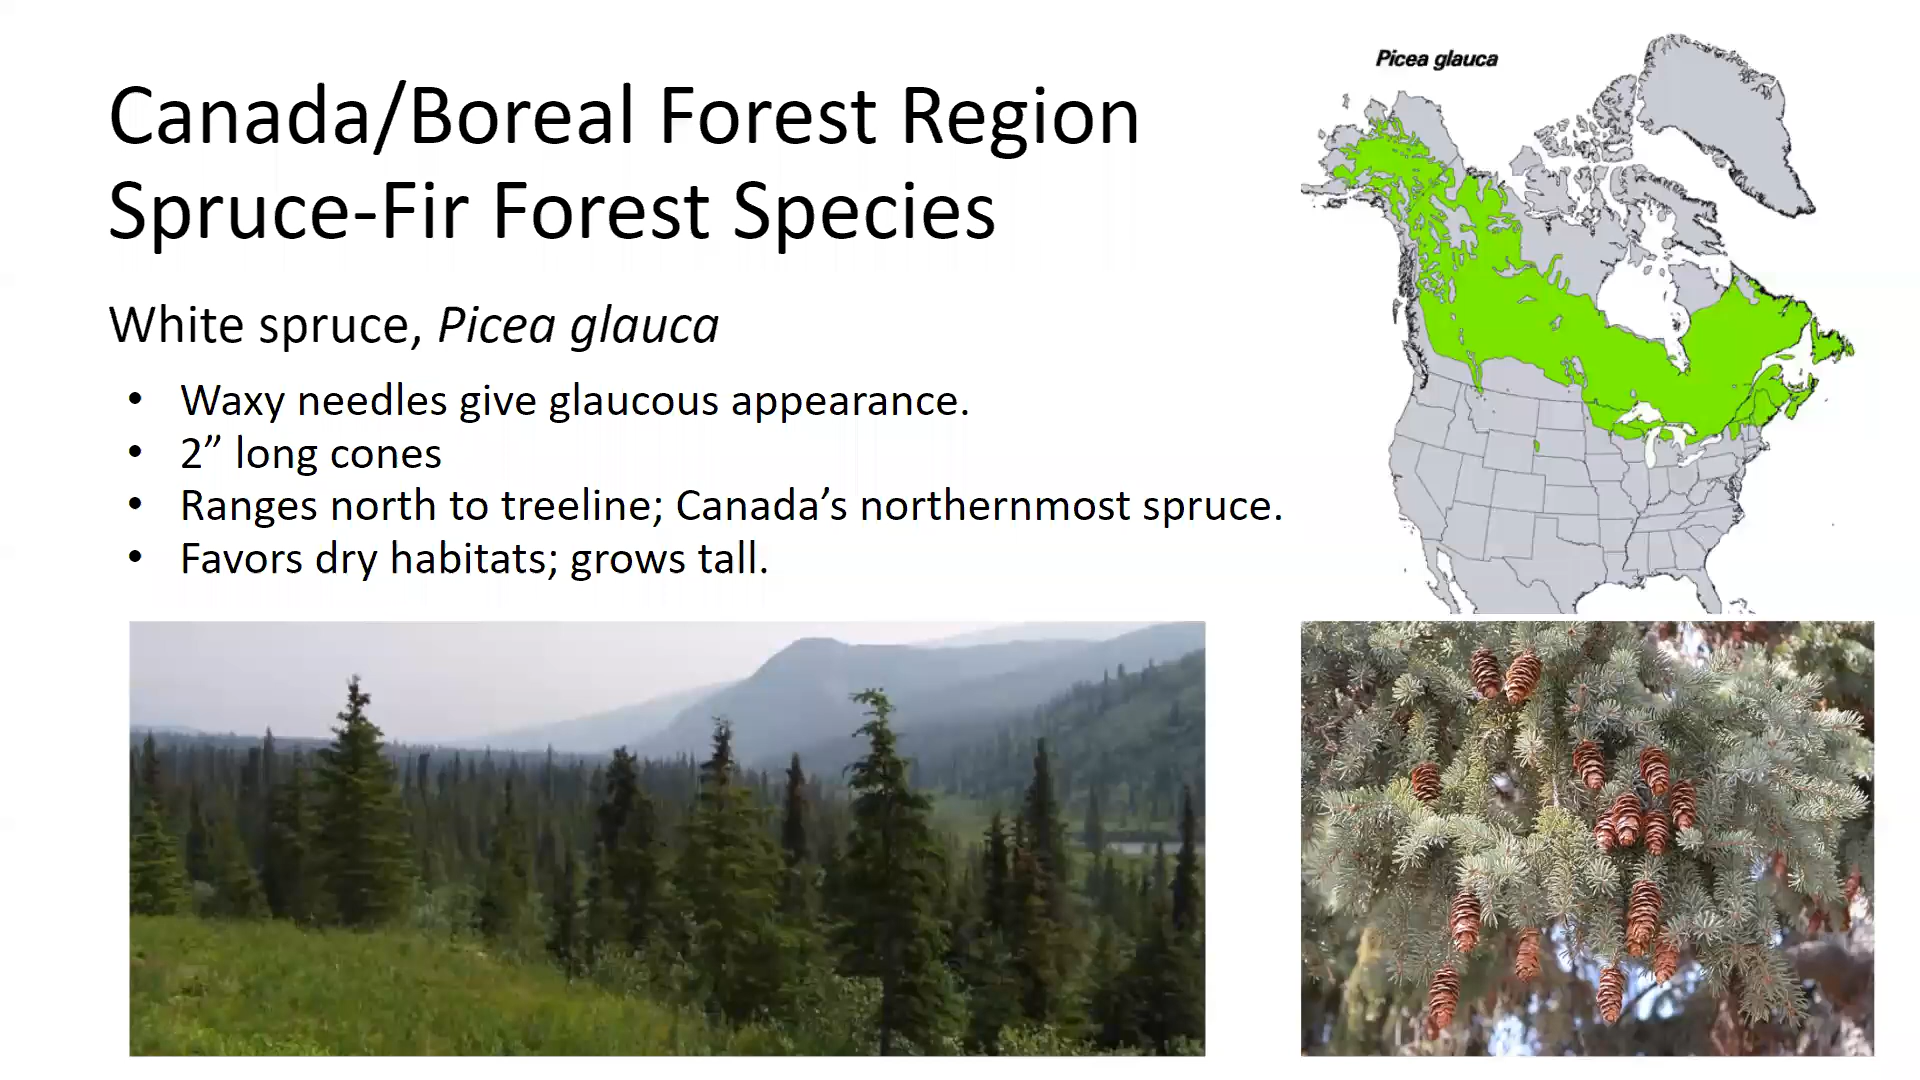 Canada/Boreal Forest Region
Spruce-Fir Forest Species
White spruce, Picea glauca
• Waxy needles give glaucous appearance.
• 2” long cones
• Ranges north to treeline; Canada’s northernmost spruce.
• Favors dry habitats; grows tall.
Picea glauca